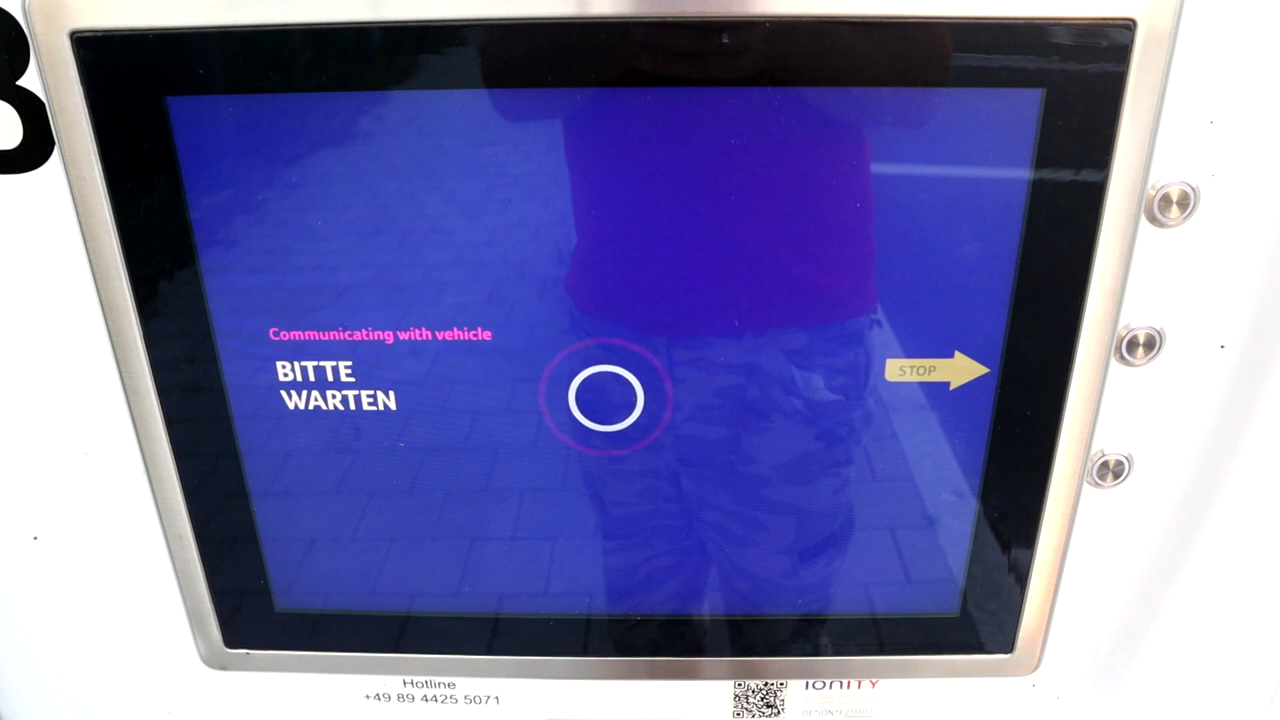 Communicating with vehicle
BITTE
WARTEN
STOP
Hotline
+49 89 4425 5071
IONITY